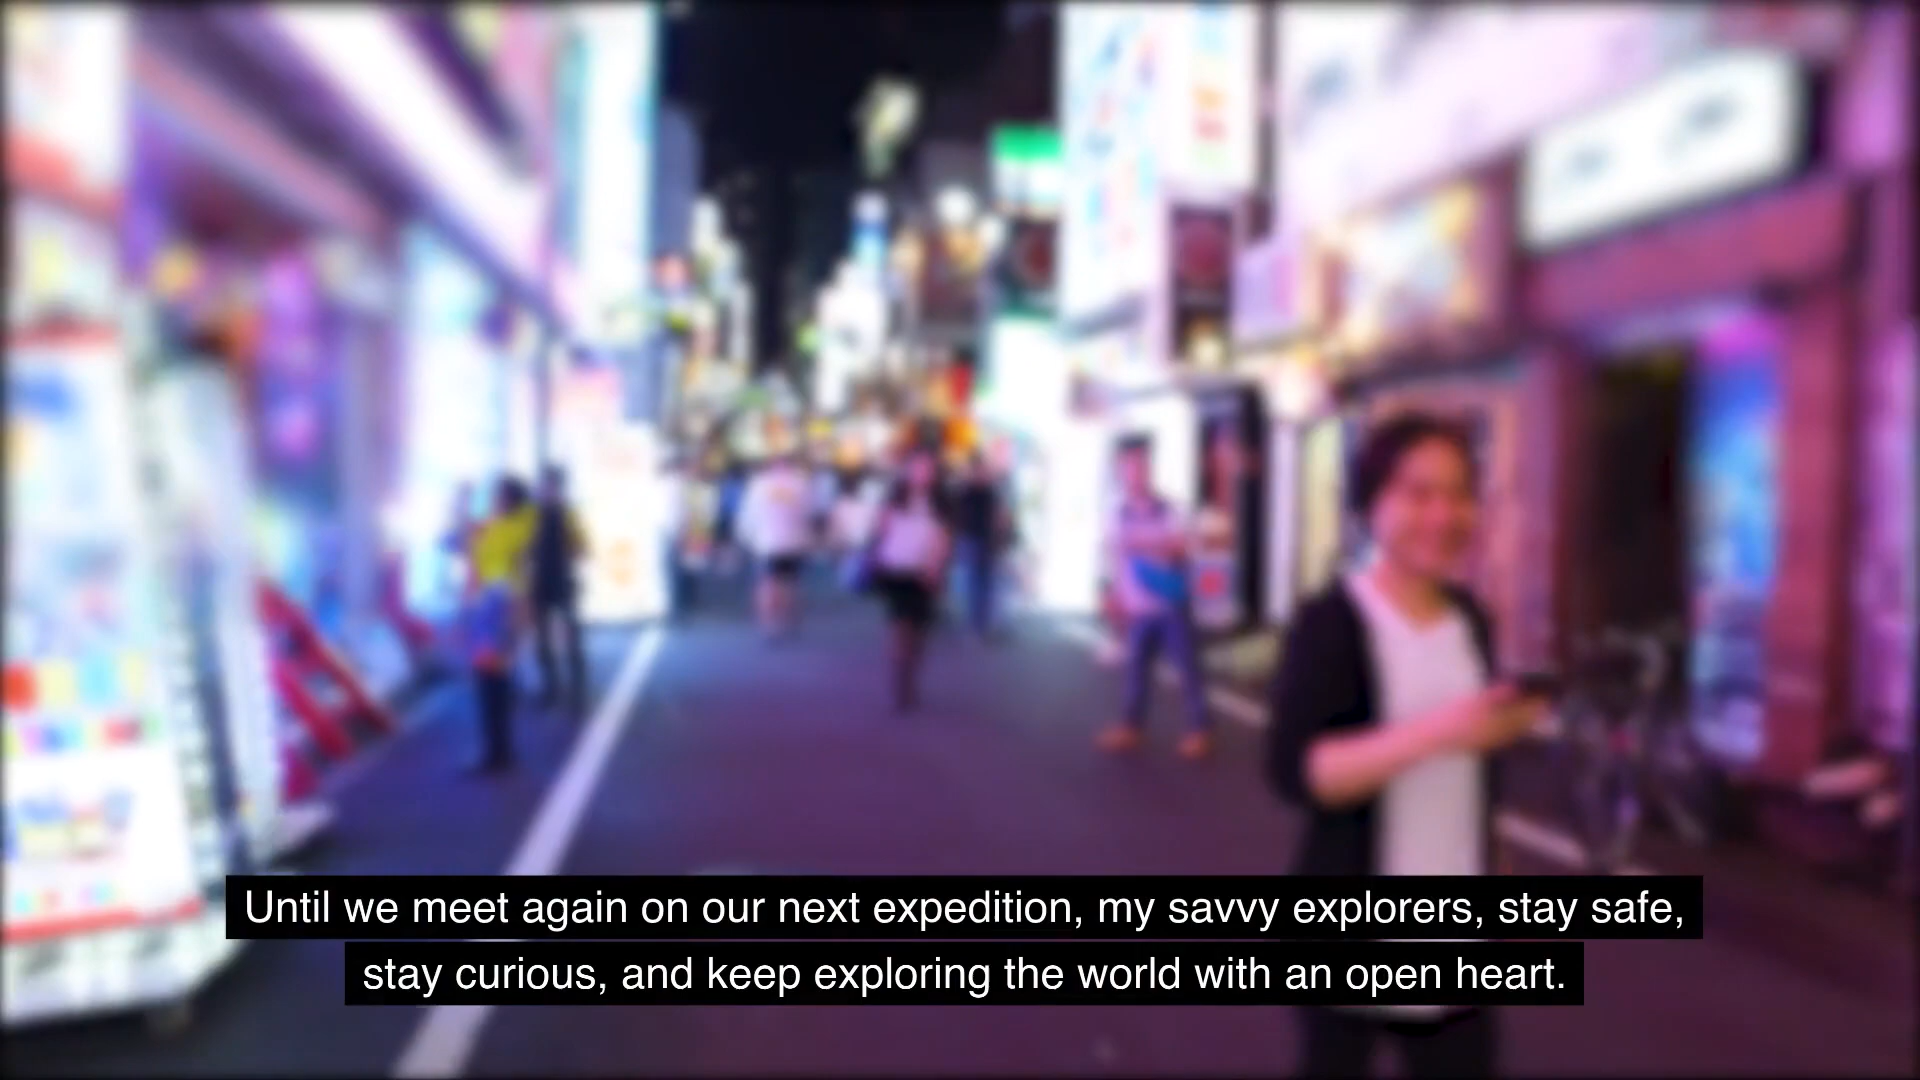 Until we meet again on our next expedition, my savvy explorers, stay safe,
stay curious, and keep exploring the world with an open heart.